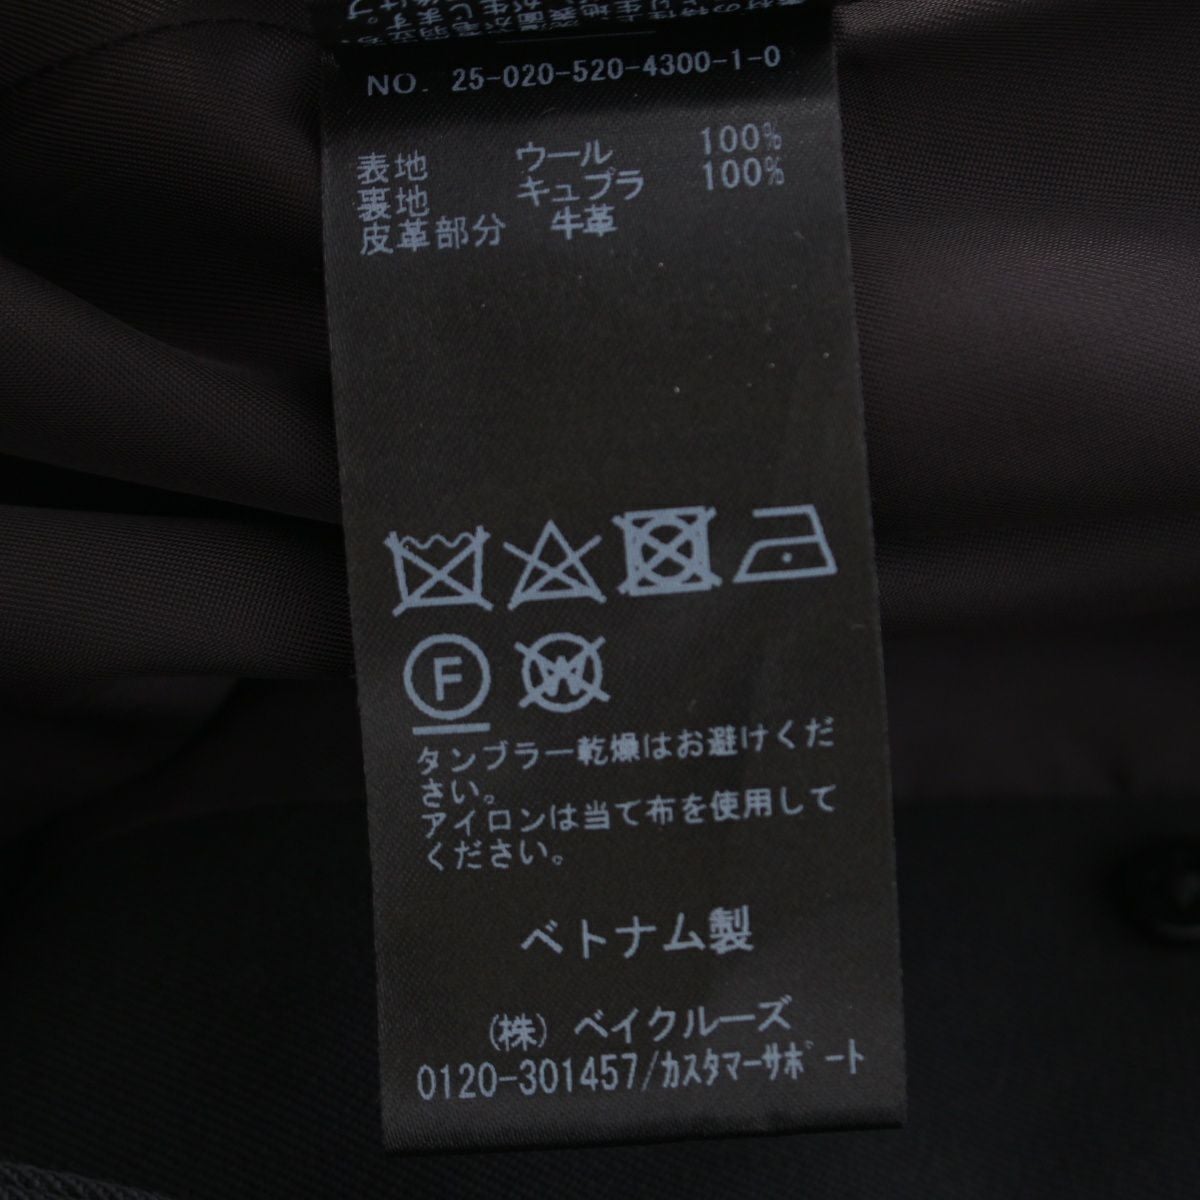 NO. 25-020-520-4300-1-0
表地 ウール 100%
裏地 キュプラ 100%
皮革部分 牛革
F
W
タンブラー乾燥はお避けくだ
さい。
アイロンは当て布を使用して
ください。
ベトナム製
(株) ベイクルーズ
0120-301457/ｶｽﾀﾏｰｻﾎﾟｰﾄ